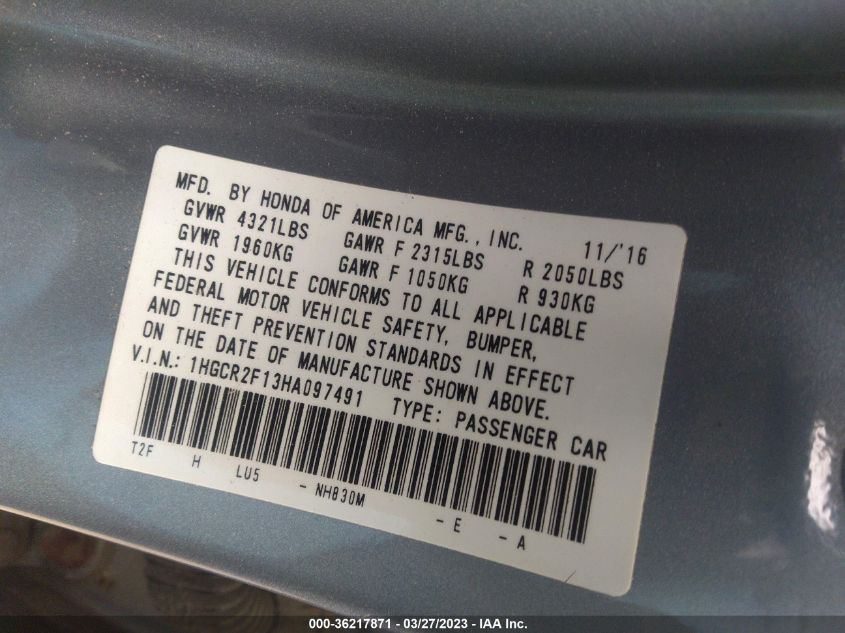 MFD. BY HONDA OF AMERICA MFG., INC. 11/'16
GVWR 4321LBS GAWR F 2315LBS R 2050LBS
GVWR 1960KG GAWR F 1050KG R 930KG
THIS VEHICLE CONFORMS TO ALL APPLICABLE
FEDERAL MOTOR VEHICLE SAFETY, BUMPER,
AND THEFT PREVENTION STANDARDS IN EFFECT
ON THE DATE OF MANUFACTURE SHOWN ABOVE.
V.I.N.: 1HGCR2F13HA097491 TYPE: PASSENGER CAR
T2F H LU5 - NH830M - E - A
000-36217871 - 03/27/2023 - IAA Inc.